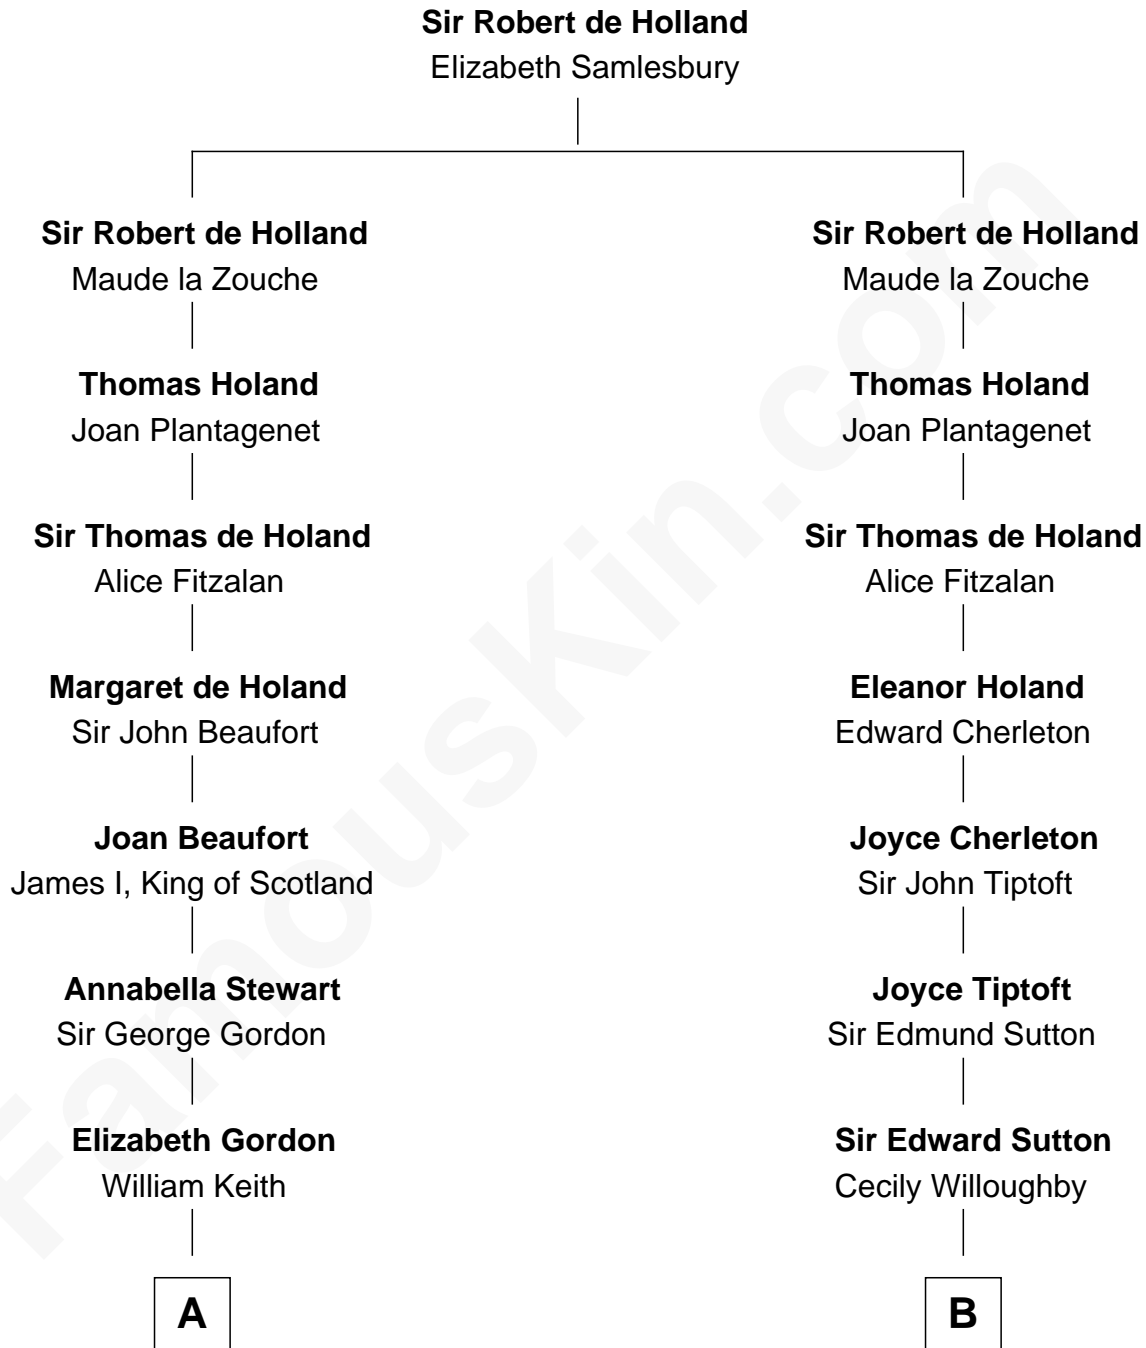 Sir Robert de Holland
Elizabeth Samlesbury
Sir Robert de Holland
Maude la Zouche
Thomas Holand
Joan Plantagenet
Sir Thomas de Holand
Alice Fitzalan
Margaret de Holand
Sir John Beaufort
Joan Beaufort
James I, King of Scotland
Annabella Stewart
Sir George Gordon
Elizabeth Gordon
William Keith
A
Sir Robert de Holland
Maude la Zouche
Thomas Holand
Joan Plantagenet
Sir Thomas de Holand
Alice Fitzalan
Eleanor Holand
Edward Cherleton
Joyce Cherleton
Sir John Tiptoft
Joyce Tiptoft
Sir Edmund Sutton
Sir Edward Sutton
Cecily Willoughby
B
FamousKin.com